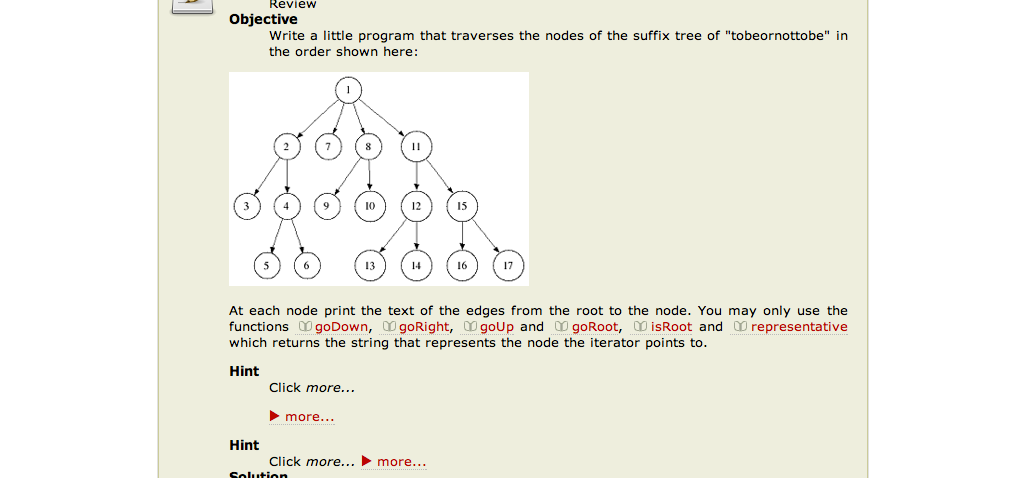 Review
Objective
Write a little program that traverses the nodes of the suffix tree of "tobeornottobe" in
the order shown here:
1
2 7 8 11
3 4 9 10 12 15
5 6 13 14 16 17
At each node print the text of the edges from the root to the node. You may only use the
functions goDown, goRight, goUp and goRoot, isRoot and representative
which returns the string that represents the node the iterator points to.
Hint
Click more...
more...
Hint
Click more... more...
Solution